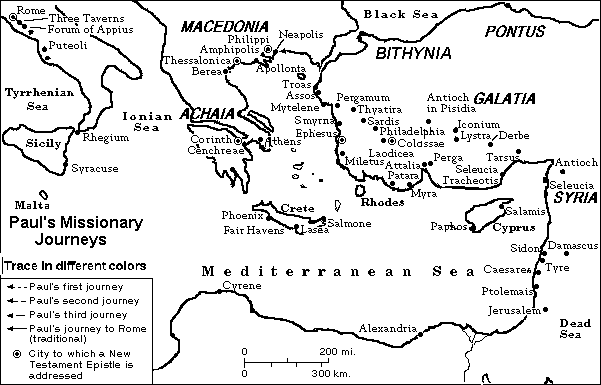 Rome
Three Taverns
Forum of Appius
Puteoli
Tyrrhenian
Sea
Ionian
Sea
Sicily
Rhegium
Syracuse
Malta
MACEDONIA
Philippi
Neapolis
Amphipolis
Thessalonica
Apollonta
Berea
ACHAIA
Corinth
Cenchreae
Athens
Black Sea
BITHYNIA
PONTUS
GALATIA
Troas
Assos
Mytelene
Pergamum
Thyatira
Smyrna
Sardis
Ephesus
Philadelphia
Colossae
Laodicea
Miletus
Attalia
Patara
Myra
Perga
Antioch
in Pisidia
Iconium
Lystra
Derbe
Tarsus
Seleucia
Tracheotis
Antioch
Seleucia
SYRIA
Rhodes
Crete
Phoenix
Salmone
Fair Havens
Lasea
Salamis
Paphos
Cyprus
Sidon
Damascus
Tyre
Caesarea
Ptolemais
Jerusalem
Dead
Sea
Mediterranean Sea
Cyrene
Alexandria
0 200 mi.
0 300 km.
Paul's Missionary
Journeys
Trace in different colors
Paul's first journey
Paul's second journey
Paul's third journey
Paul's journey to Rome
(traditional)
City to which a New
Testament Epistle is
addressed